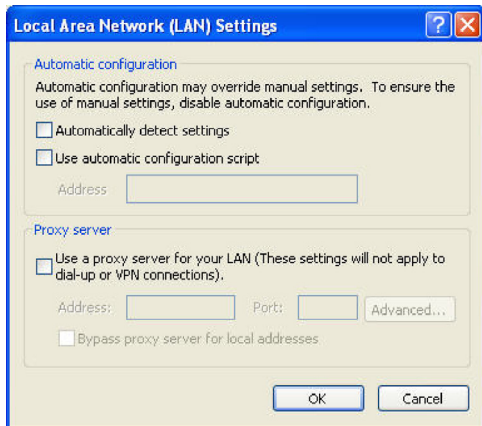 Local Area Network (LAN) Settings
Automatic configuration
Automatic configuration may override manual settings. To ensure the
use of manual settings, disable automatic configuration.
Automatically detect settings
Use automatic configuration script
Address
Proxy server
Use a proxy server for your LAN (These settings will not apply to
dial-up or VPN connections).
Address:
Port:
Advanced...
Bypass proxy server for local addresses
OK
Cancel